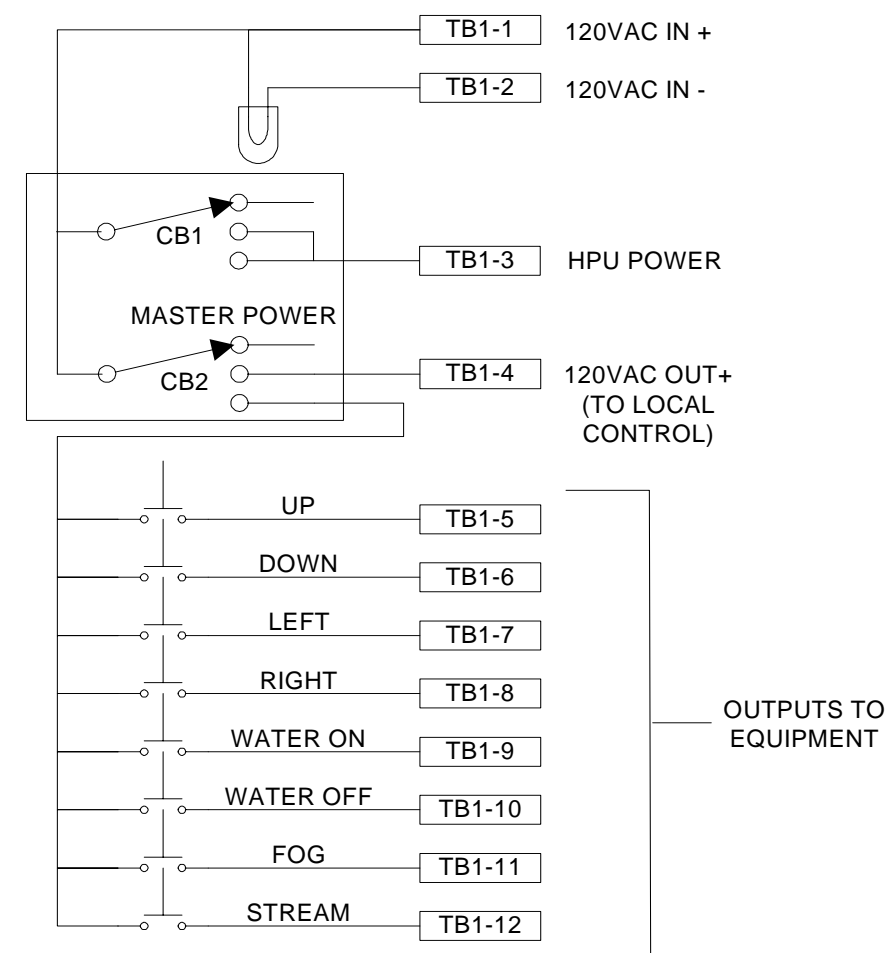 TB1-1 120VAC IN +
TB1-2 120VAC IN -
CB1
TB1-3 HPU POWER
MASTER POWER
CB2
TB1-4 120VAC OUT+
(TO LOCAL
CONTROL)
UP TB1-5
DOWN TB1-6
LEFT TB1-7
RIGHT TB1-8
WATER ON TB1-9
WATER OFF TB1-10
FOG TB1-11
STREAM TB1-12
OUTPUTS TO
EQUIPMENT